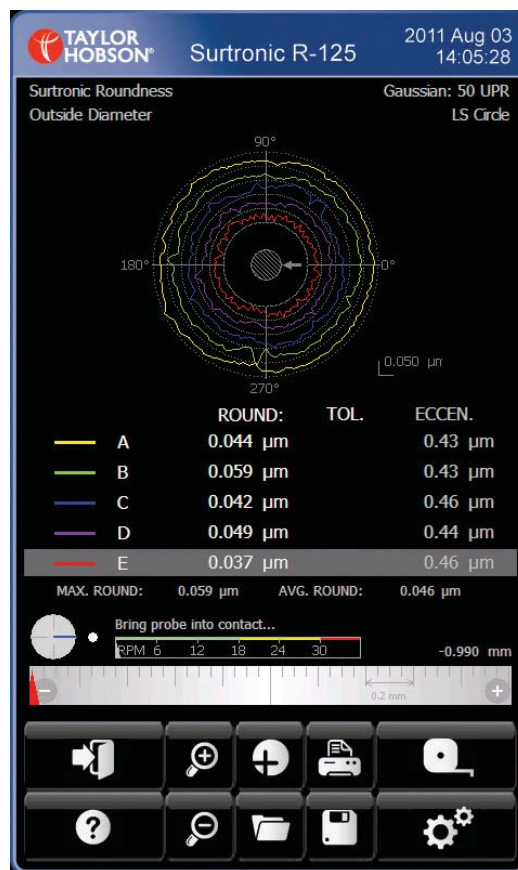 TAYLOR
HOBSON®
Surtronic R-125
2011 Aug 03
14:05:28
Surtronic Roundness
Gaussian: 50 UPR
Outside Diameter
LS Circle
90°
180°
0°
0.050 µm
270°
ROUND: TOL. ECCEN.
A 0.044 µm 0.43 µm
B 0.059 µm 0.43 µm
C 0.042 µm 0.46 µm
D 0.049 µm 0.44 µm
E 0.037 µm 0.46 µm
MAX. ROUND: 0.059 µm AVG. ROUND: 0.046 µm
Bring probe into contact...
RPM 6 12 18 24 30
-0.990 mm
0.2 mm